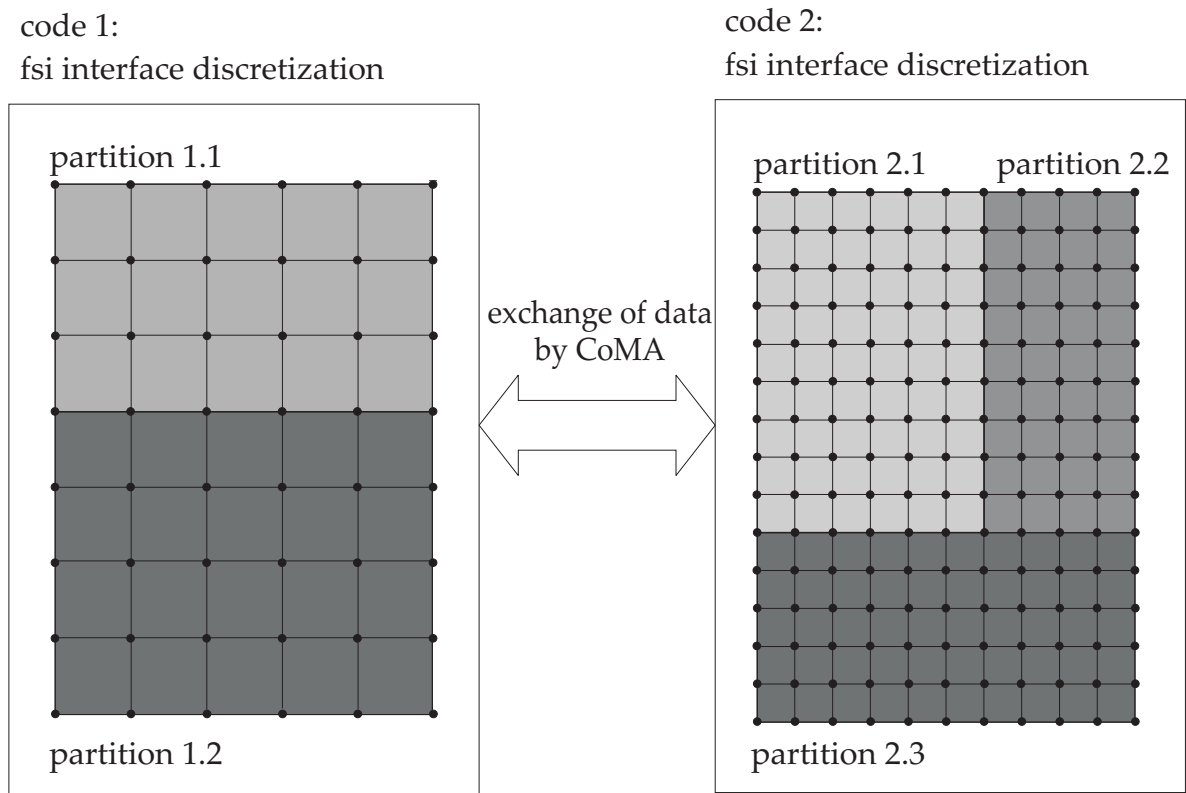 code 1:
fsi interface discretization
partition 1.1
partition 1.2
exchange of data
by CoMA
code 2:
fsi interface discretization
partition 2.1
partition 2.2
partition 2.3